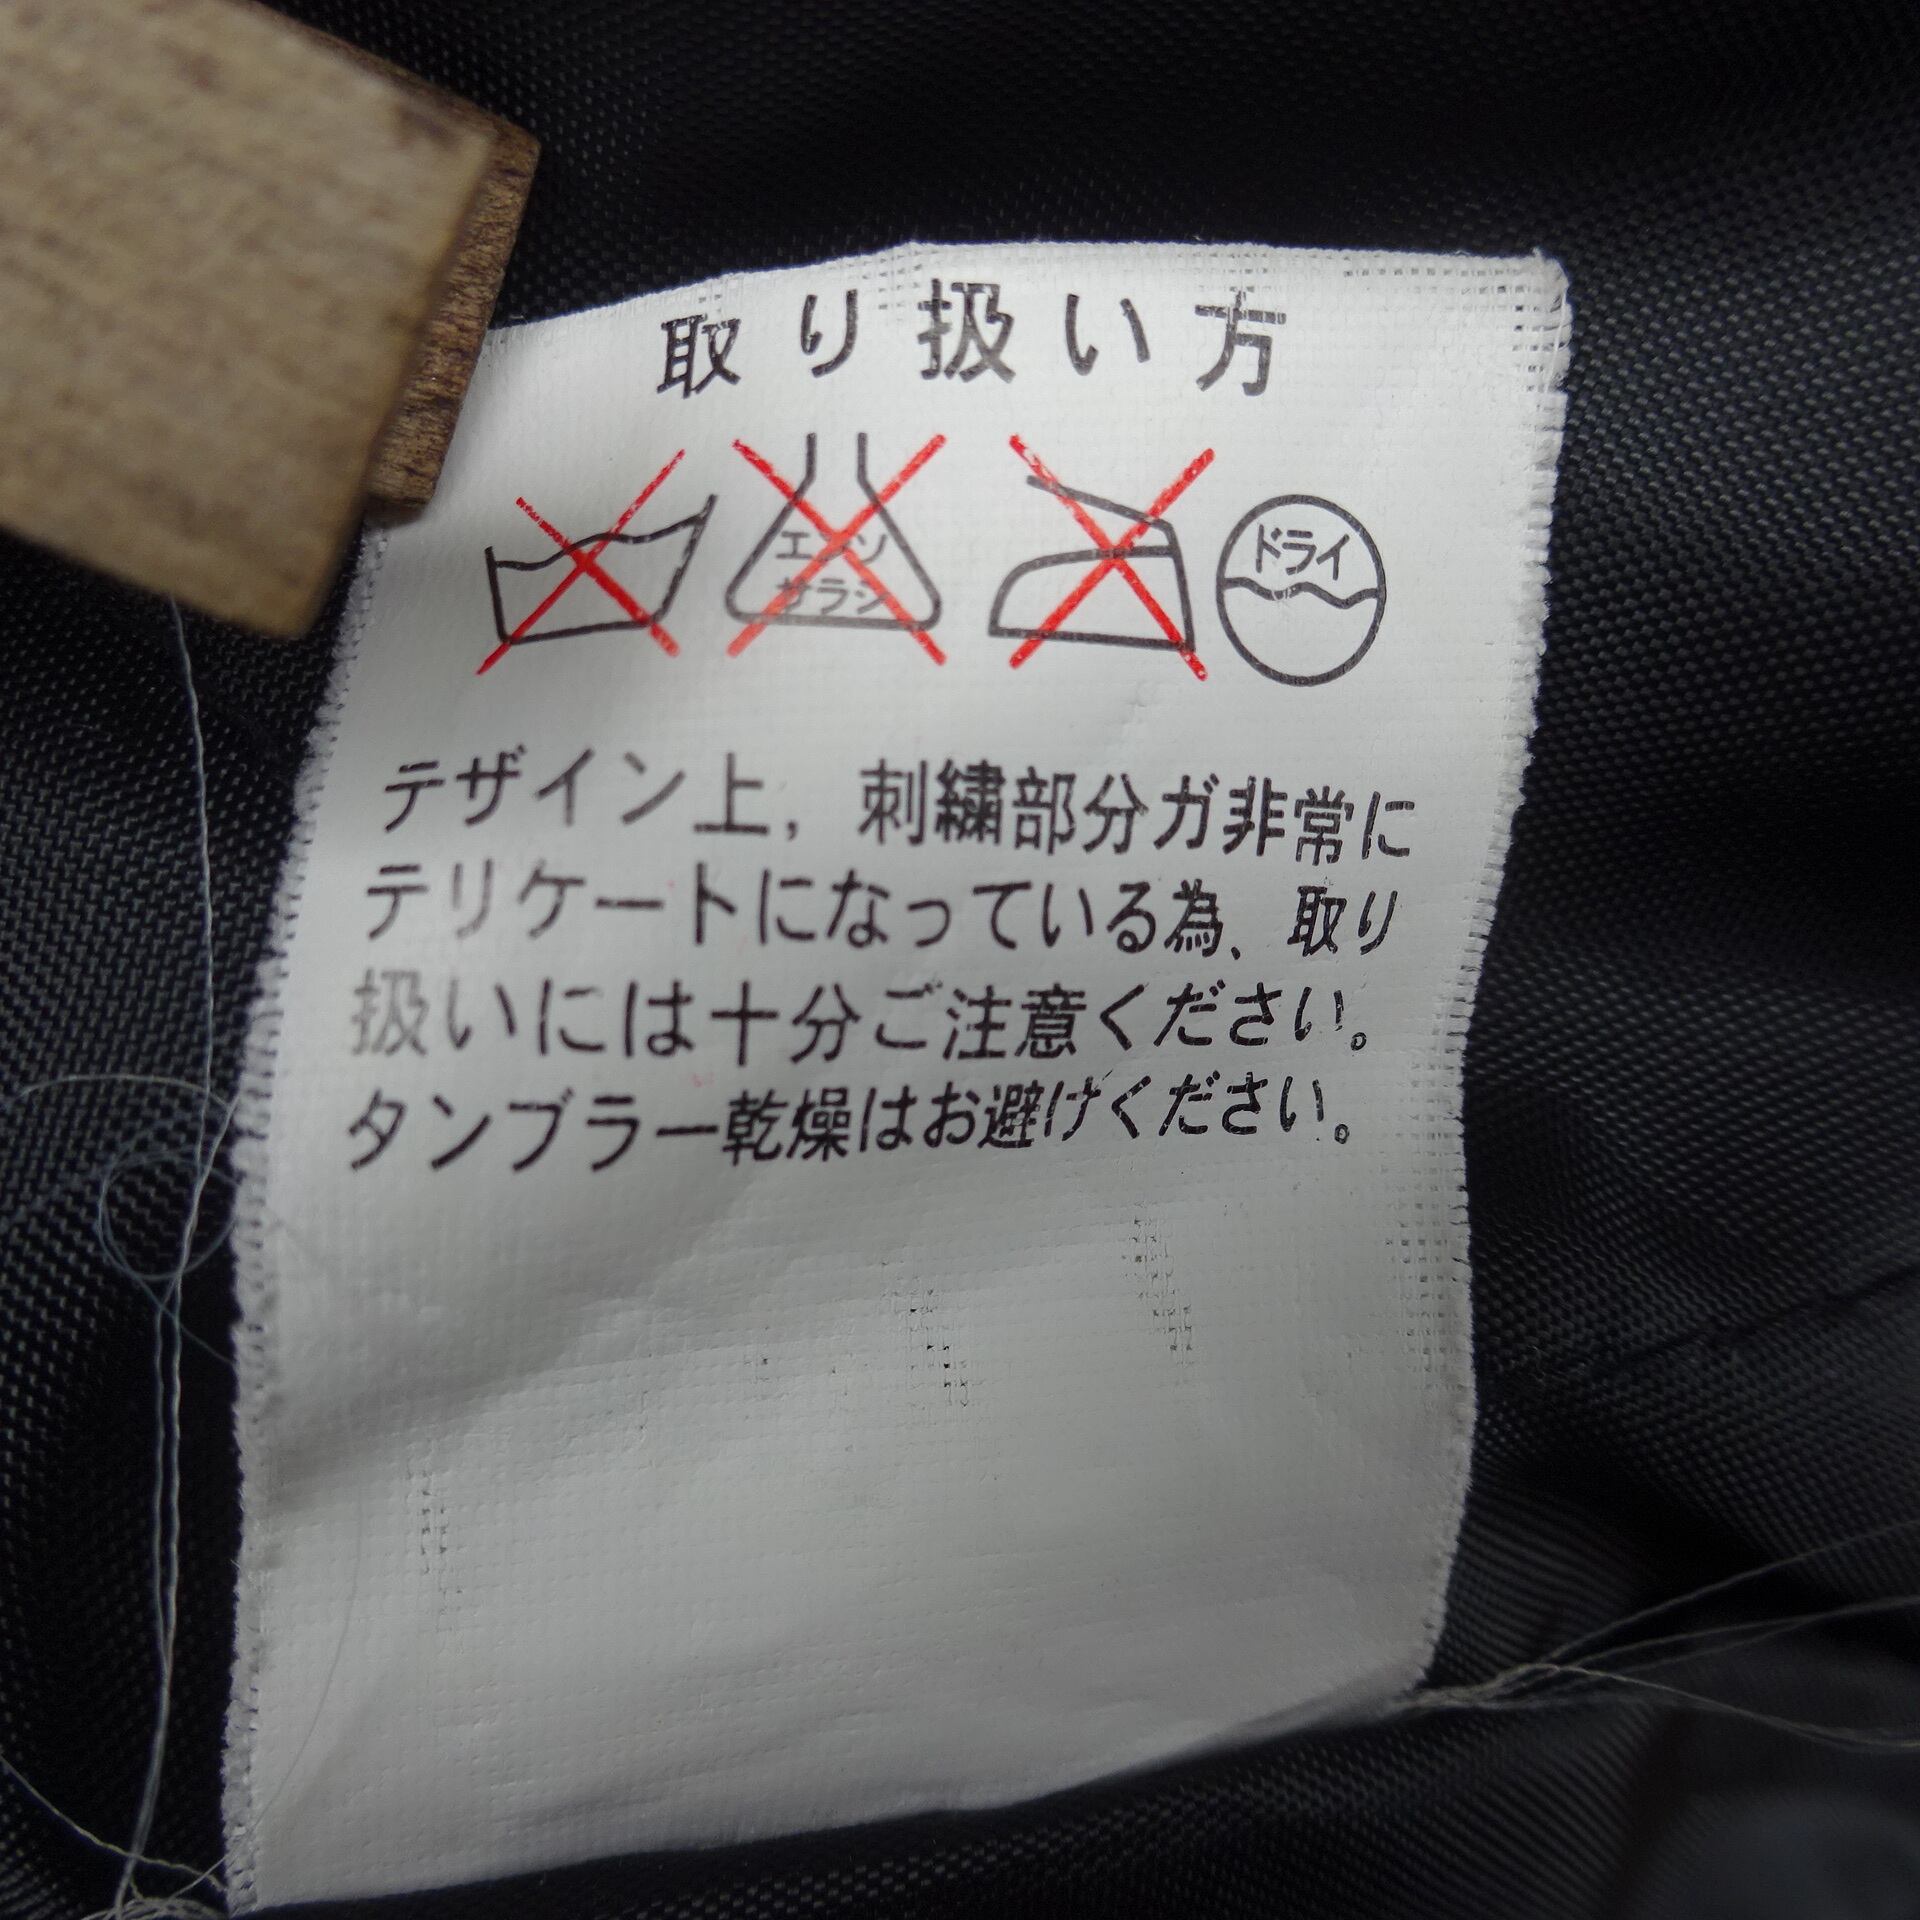 取り扱い方
エンソ
サラシ
ドライ
デザイン上，刺繍部分が非常に
デリケートになっている為、取り
扱いには十分ご注意ください。
タンブラー乾燥はお避けください。